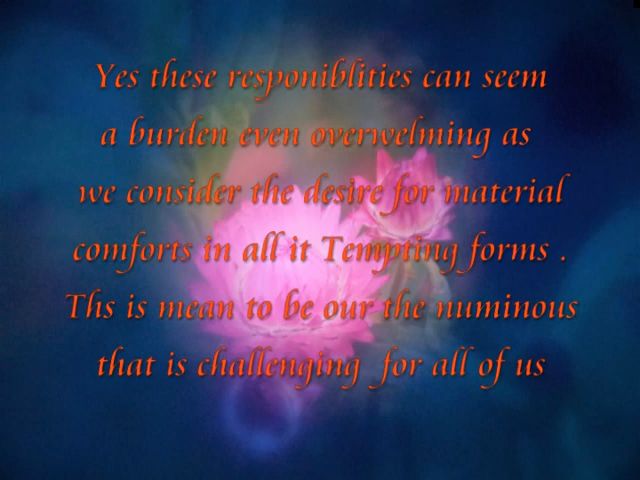 Yes these responiblities can seem
a burden even overwelming as
we consider the desire for material
comforts in all it Tempting forms .
Ths is mean to be our the numinous
that is challenging for all of us